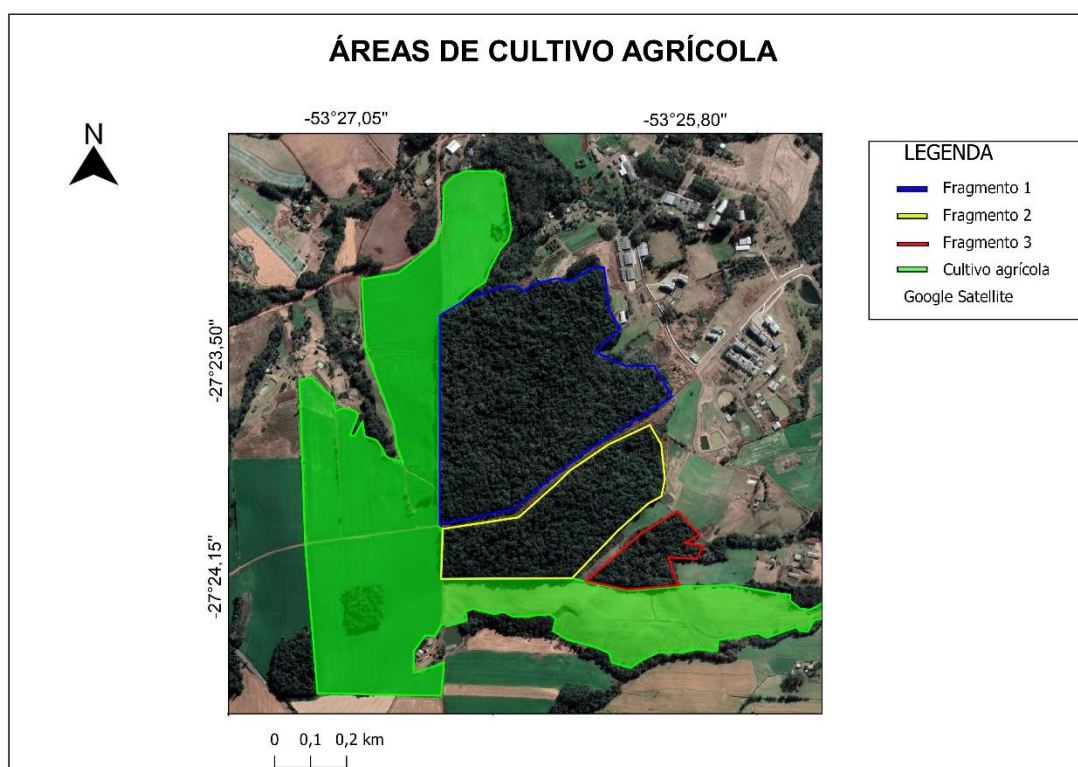 ÁREAS DE CULTIVO AGRÍCOLA
N
-53°27,05"
-53°25,80"
-27°23,50"
-27°24,15"
LEGENDA
Fragmento 1
Fragmento 2
Fragmento 3
Cultivo agrícola
Google Satellite
0 0,1 0,2 km